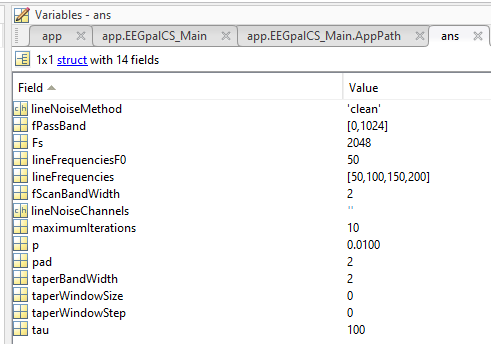 Variables - ans
app app.EEGpalCS_Main app.EEGpalCS_Main.AppPath ans
1x1 struct with 14 fields
Field Value
ch lineNoiseMethod 'clean'
fPassBand [0,1024]
Fs 2048
lineFrequenciesF0 50
lineFrequencies [50,100,150,200]
fScanBandWidth 2
ch lineNoiseChannels ''
maximumIterations 10
p 0.0100
pad 2
taperBandWidth 2
taperWindowSize 0
taperWindowStep 0
tau 100